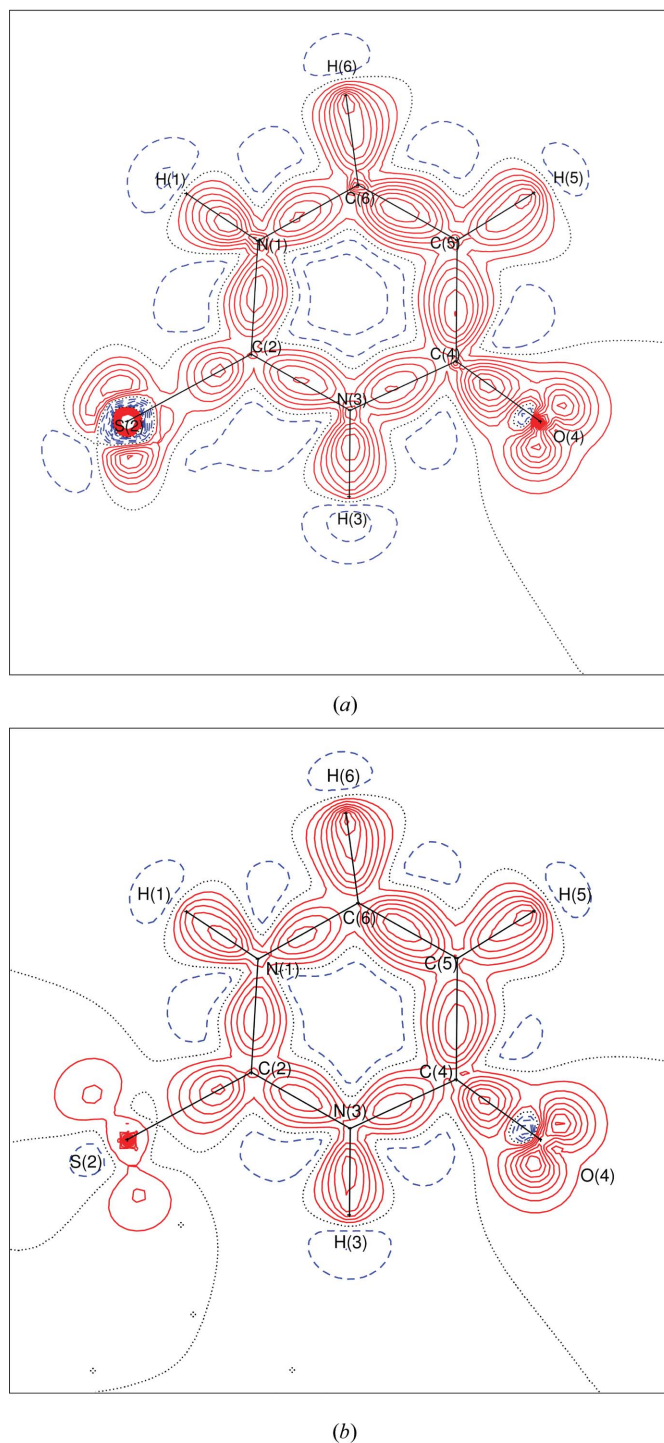 H(6)
H(1)
H(5)
C(6)
N(1)
C(5)
C(2)
C(4)
N(3)
S(2)
O(4)
H(3)
(a)
H(6)
H(1)
H(5)
C(6)
N(1)
C(5)
C(2)
C(4)
N(3)
S(2)
O(4)
H(3)
(b)